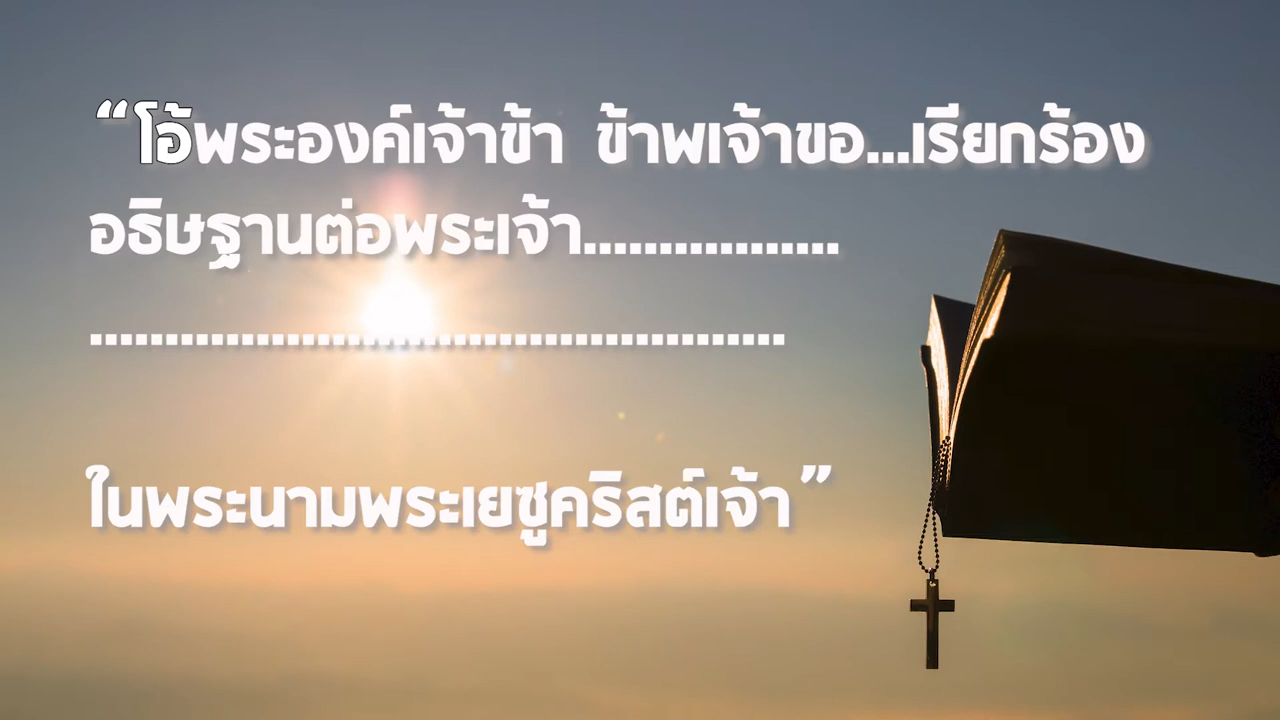 “โอ้พระองค์เจ้าข้า ข้าพเจ้าขอ...เรียกร้อง
อธิษฐานต่อพระเจ้า.................
..............................................
ในพระนามพระเยซูคริสต์เจ้า”